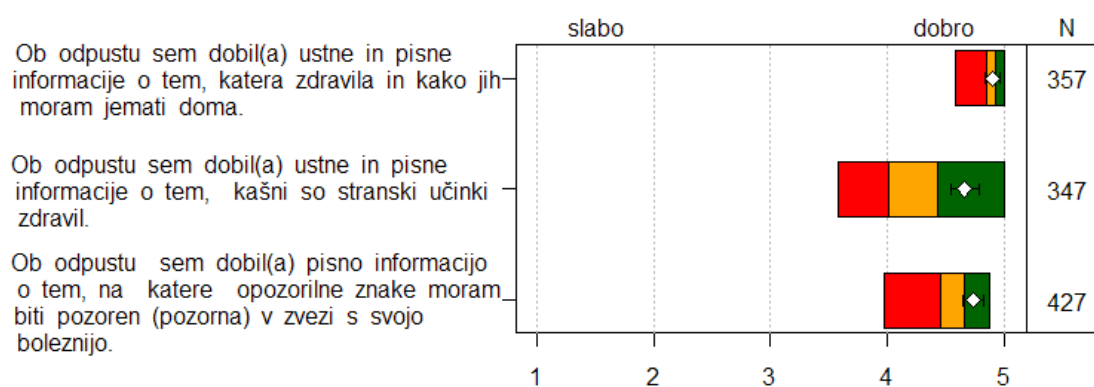 slabo dobro N
Ob odpustu sem dobil(a) ustne in pisne
informacije o tem, katera zdravila in kako jih
moram jemati doma.
357
Ob odpustu sem dobil(a) ustne in pisne
informacije o tem, kašni so stranski učinki
zdravil.
347
Ob odpustu sem dobil(a) pisno informacijo
o tem, na katere opozorilne znake moram
biti pozoren (pozorna) v zvezi s svojo
boleznijo.
427
1 2 3 4 5